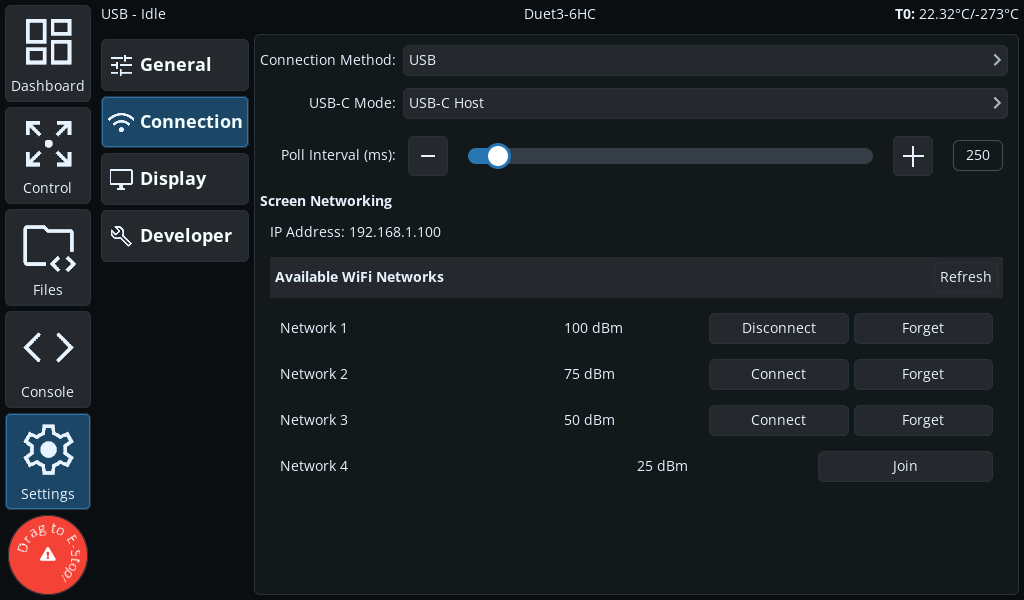 USB - Idle
Duet3-6HC
T0: 22.32°C/-273°C
Dashboard
Control
Files
Console
Settings
Drag to E-Stop!
General
Connection
Display
Developer
Connection Method: USB
USB-C Mode: USB-C Host
Poll Interval (ms): 250
Screen Networking
IP Address: 192.168.1.100
Available WiFi Networks Refresh
Network 1 100 dBm Disconnect Forget
Network 2 75 dBm Connect Forget
Network 3 50 dBm Connect Forget
Network 4 25 dBm Join